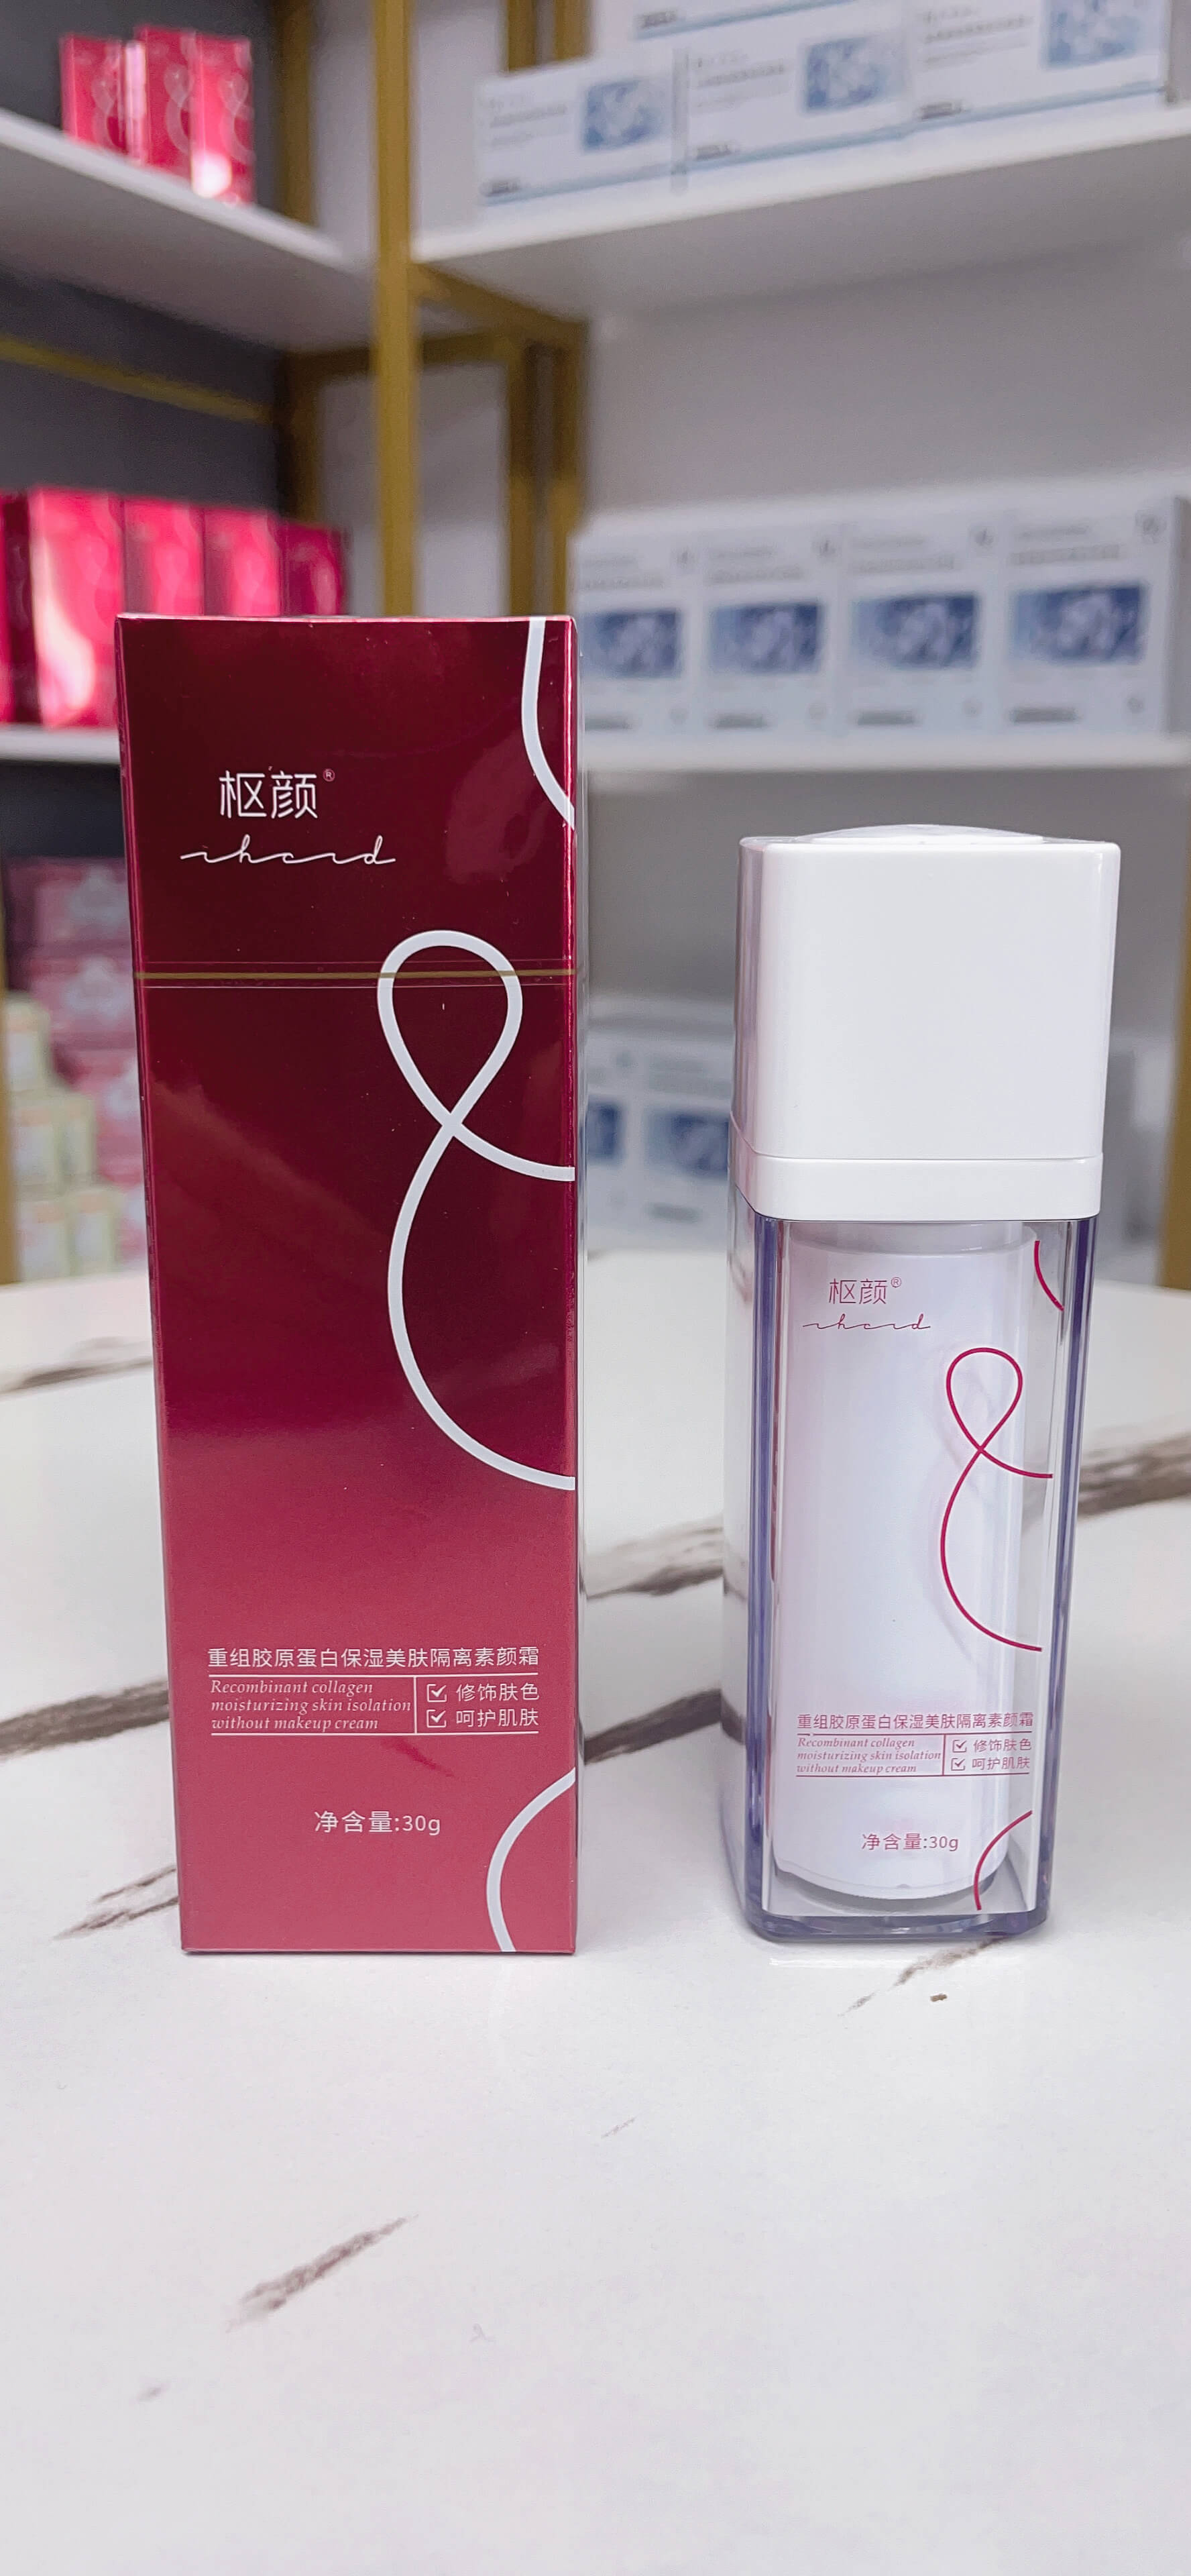 枢颜®
重组胶原蛋白保湿美肤隔离素颜霜
Recombinant collagen
moisturizing skin isolation
without makeup cream
修饰肤色
呵护肌肤
净含量:30g
枢颜®
重组胶原蛋白保湿美肤隔离素颜霜
Recombinant collagen
moisturizing skin isolation
without makeup cream
修饰肤色
呵护肌肤
净含量:30g